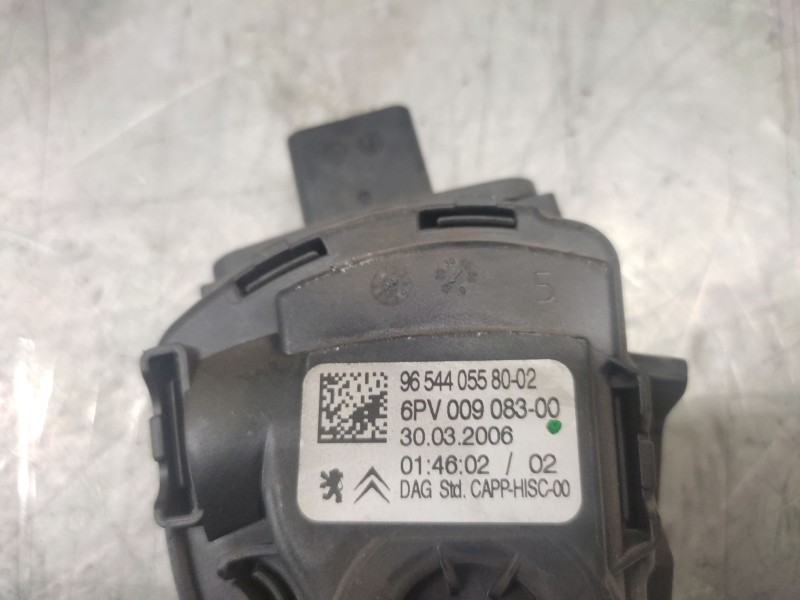 5
96 544 055 80-02
6PV 009 083-00
30.03.2006
01:46:02 / 02
DAG Std. CAPP-HISC-00